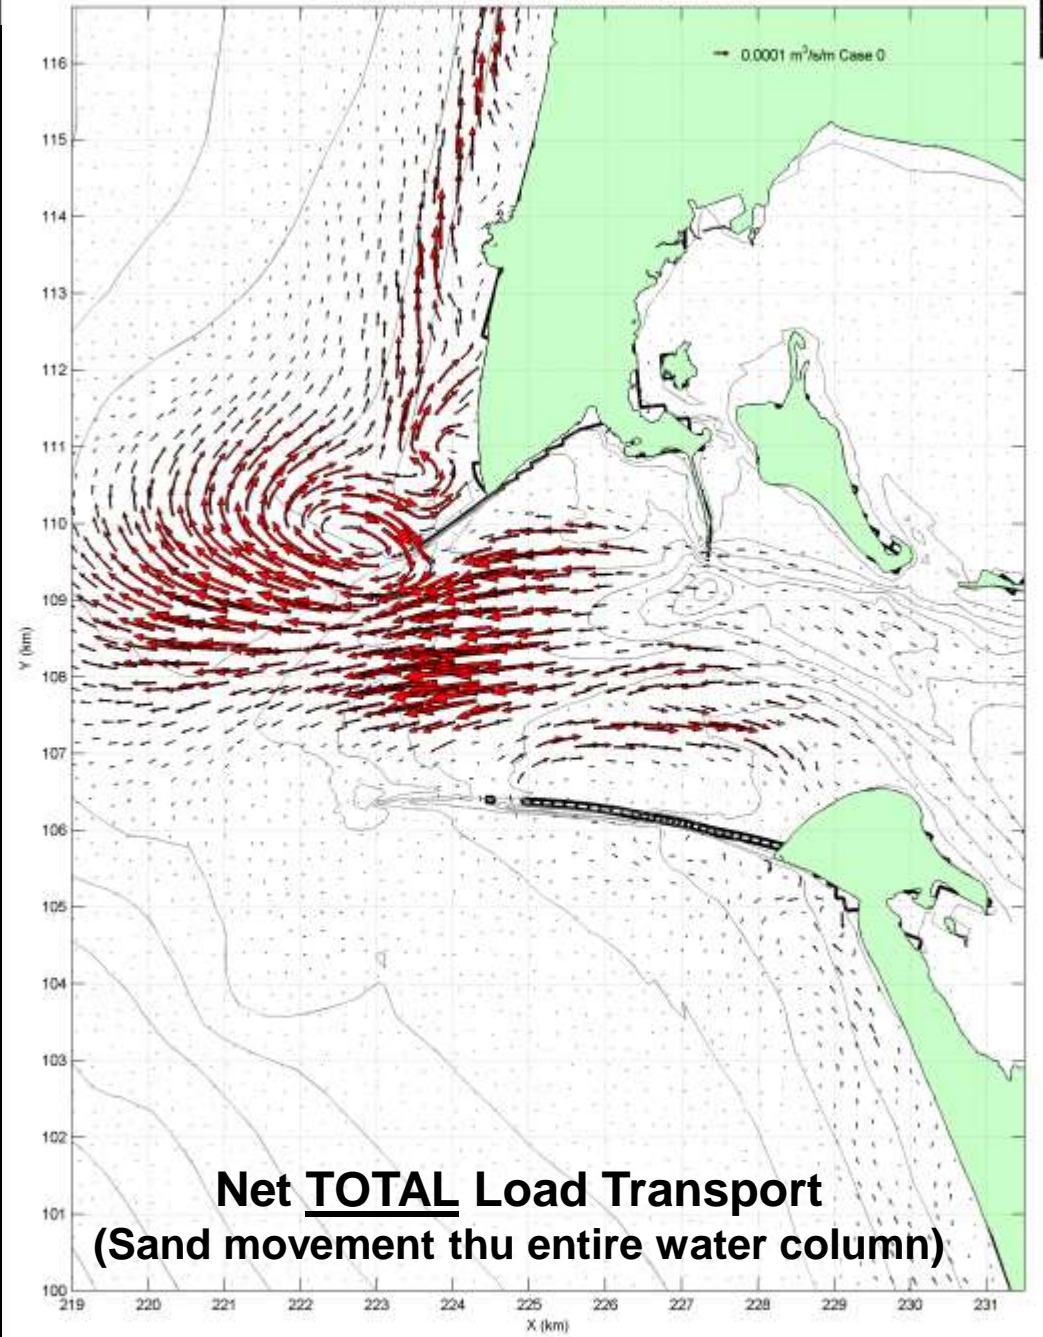 0.0001 m³/s/m Case 0
116
115
114
113
112
111
110
109
108
107
106
105
104
103
102
101
100
Y (km)
Net TOTAL Load Transport
(Sand movement thu entire water column)
219 220 221 222 223 224 225 226 227 228 229 230 231
X (km)